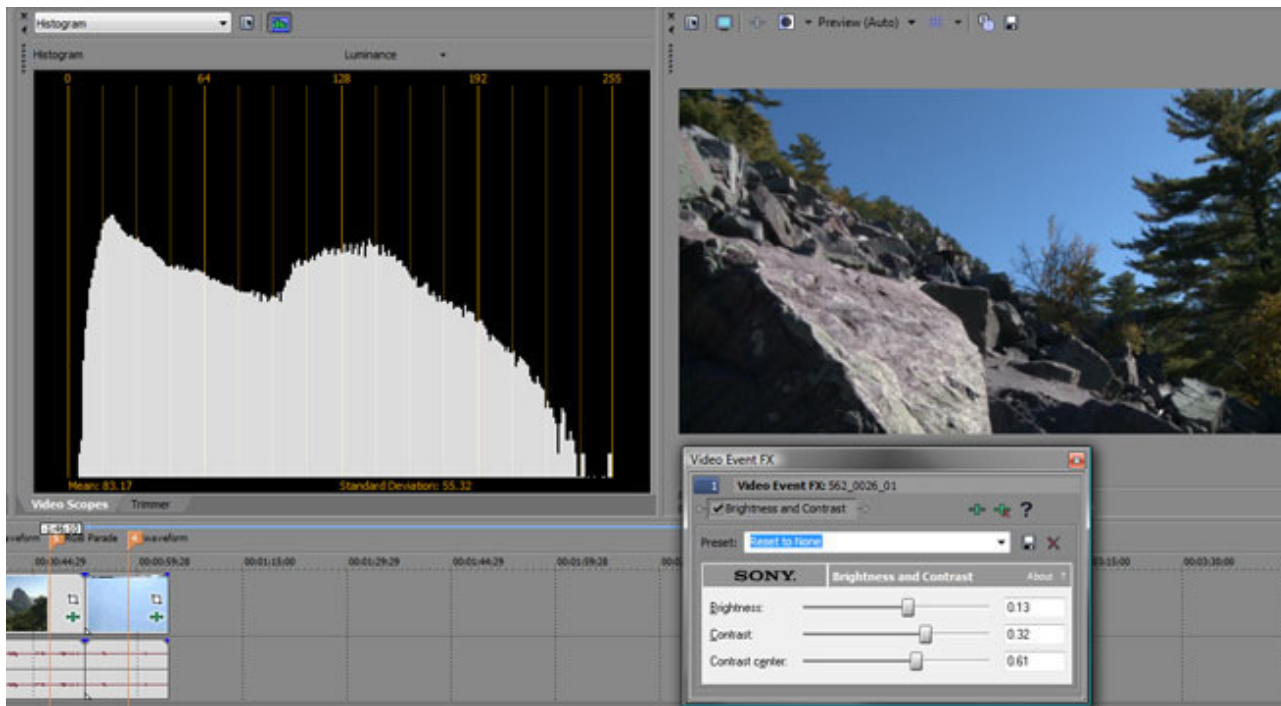 Histogram
Preview (Auto)
Histogram
Luminance
0 64 128 192 255
Mean: 83.17
Standard Deviation: 55.32
Video Scopes
Trimmer
Video Event FX
1 Video Event FX: 562_0026_01
Brightness and Contrast
?
Preset: Reset to None
SONY. Brightness and Contrast About ?
Brightness: 0.13
Contrast: 0.32
Contrast center: 0.61
RGB Parade
waveform
00:00:44:29 00:00:59:28 00:01:15:00 00:01:29:29 00:01:44:29 00:01:59:28 00:03:30:00